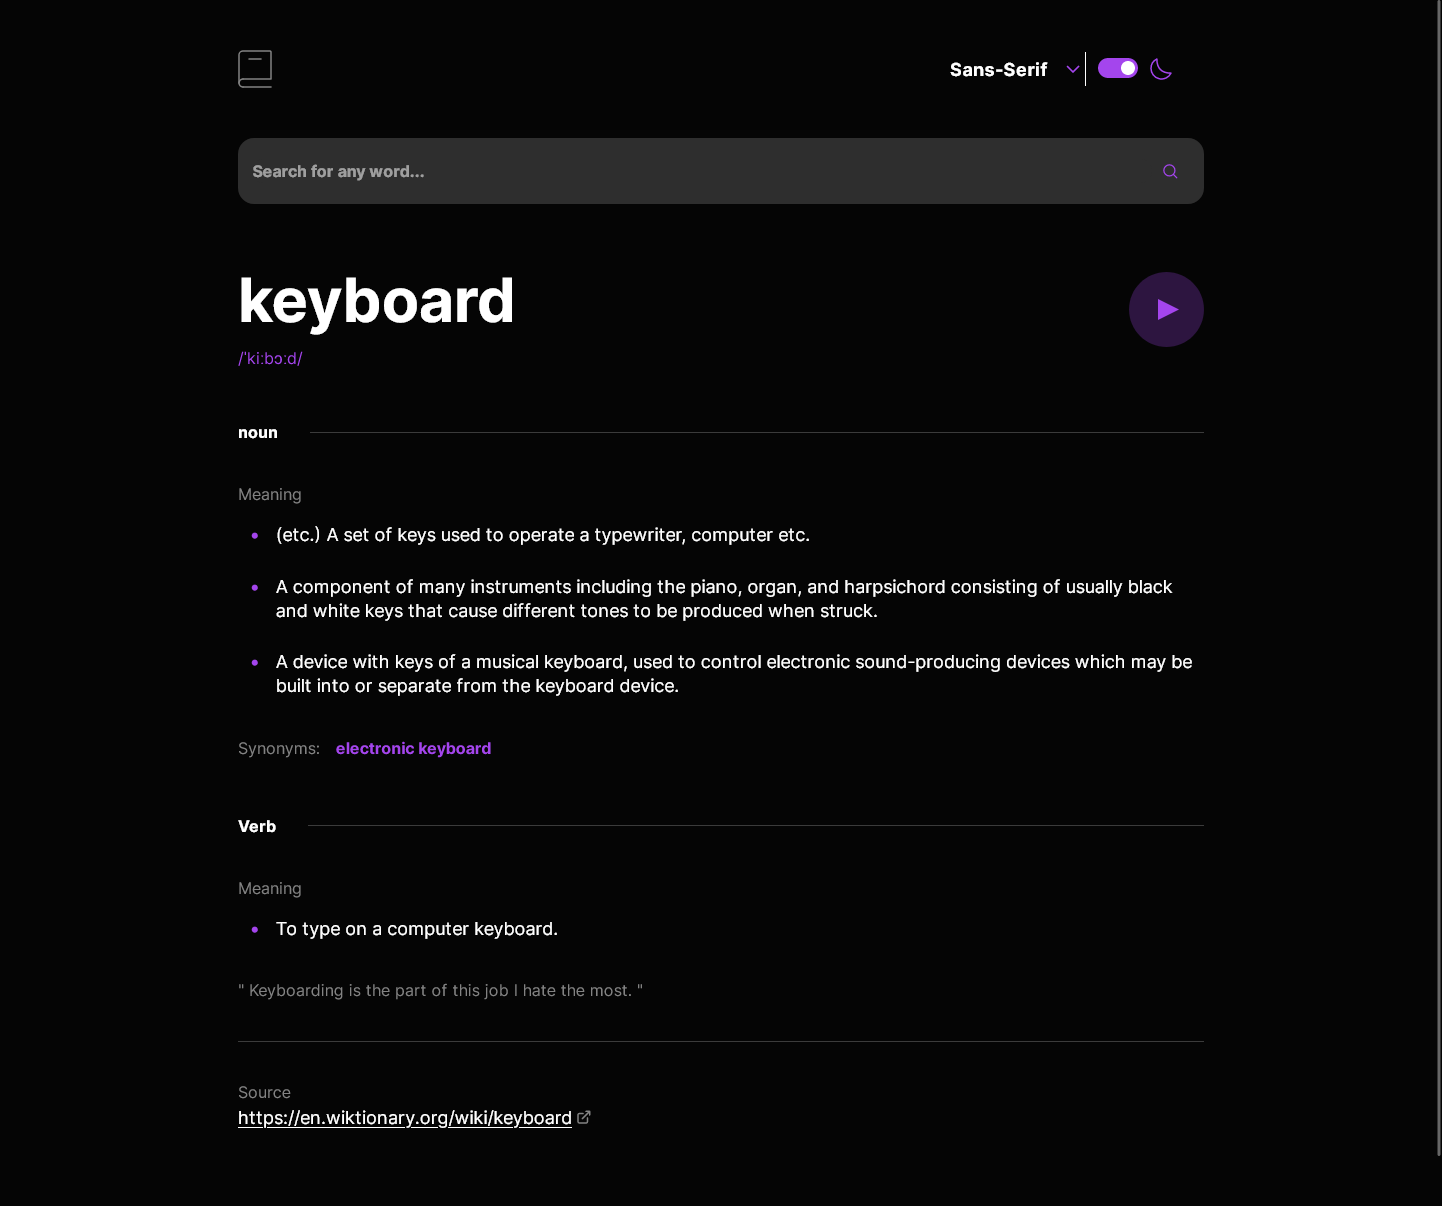 Sans-Serif
Search for any word...
keyboard
/ˈkiːbɔːd/
noun
Meaning
(etc.) A set of keys used to operate a typewriter, computer etc.
A component of many instruments including the piano, organ, and harpsichord consisting of usually black
and white keys that cause different tones to be produced when struck.
A device with keys of a musical keyboard, used to control electronic sound-producing devices which may be
built into or separate from the keyboard device.
Synonyms: electronic keyboard
Verb
Meaning
To type on a computer keyboard.
" Keyboarding is the part of this job I hate the most. "
Source
https://en.wiktionary.org/wiki/keyboard